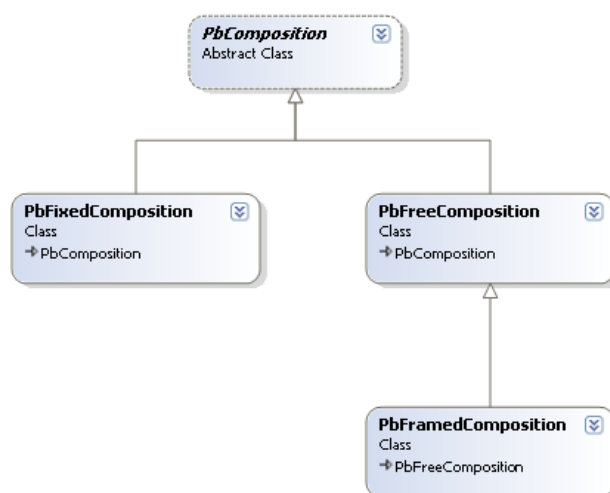 PbComposition
Abstract Class
PbFixedComposition
Class
PbComposition
PbFreeComposition
Class
PbComposition
PbFramedComposition
Class
PbFreeComposition